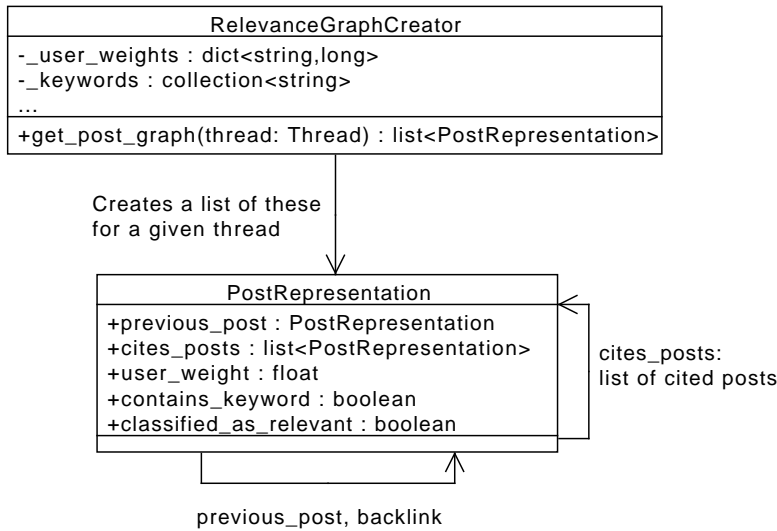 RelevanceGraphCreator
-_user_weights : dict<string,long>
-_keywords : collection<string>
...
+get_post_graph(thread: Thread) : list<PostRepresentation>
Creates a list of these
for a given thread
PostRepresentation
+previous_post : PostRepresentation
+cites_posts : list<PostRepresentation>
+user_weight : float
+contains_keyword : boolean
+classified_as_relevant : boolean
cites_posts:
list of cited posts
previous_post, backlink